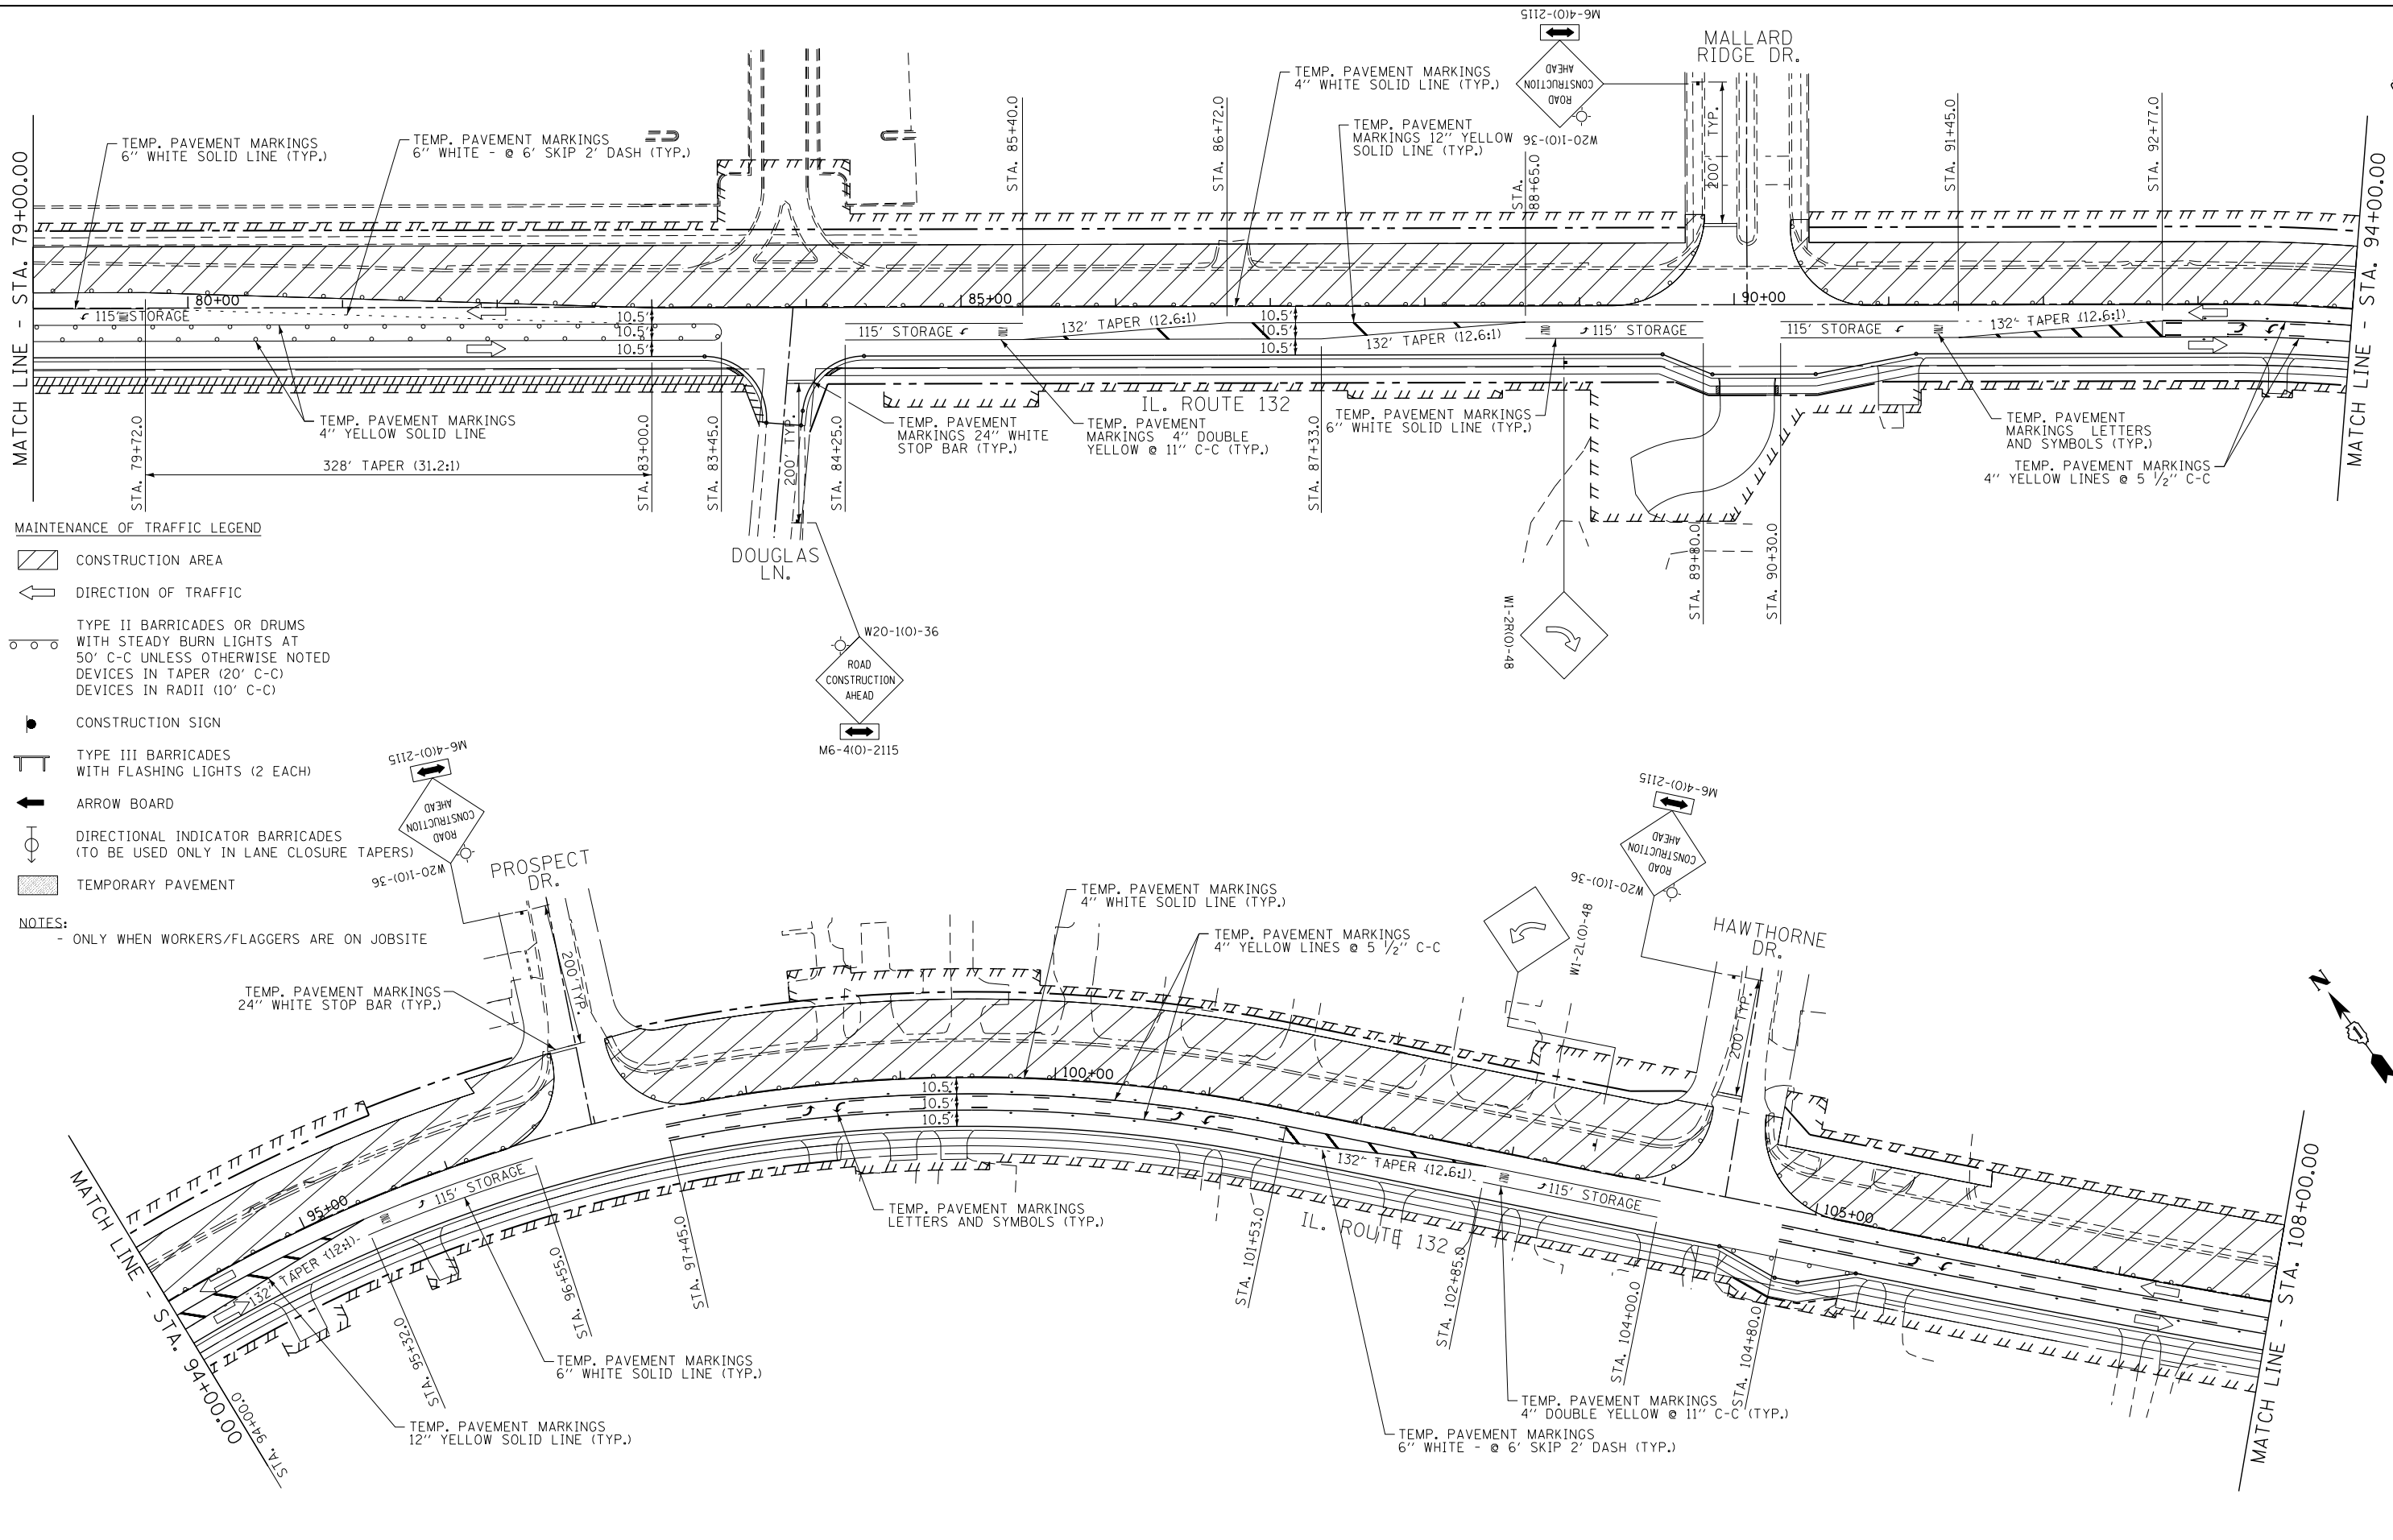 M6-4(O)-2115
ROAD
CONSTRUCTION
AHEAD
W20-1(O)-36
MALLARD
RIDGE DR.
200' TYP.
TEMP. PAVEMENT MARKINGS
4" WHITE SOLID LINE (TYP.)
TEMP. PAVEMENT
MARKINGS 12" YELLOW
SOLID LINE (TYP.)
TEMP. PAVEMENT MARKINGS
6" WHITE SOLID LINE (TYP.)
TEMP. PAVEMENT MARKINGS
6" WHITE - @ 6' SKIP 2' DASH (TYP.)
STA. 85+40.0
STA. 86+72.0
STA.
88+65.0
STA. 91+45.0
STA. 92+77.0
MATCH LINE - STA. 79+00.00
MATCH LINE - STA. 94+00.00
80+00
85+00
90+00
115' STORAGE
10.5'
10.5'
10.5'
115' STORAGE
132' TAPER (12.6:1)
10.5'
10.5'
10.5'
132' TAPER (12.6:1)
115' STORAGE
115' STORAGE
132' TAPER (12.6:1)
IL. ROUTE 132
TEMP. PAVEMENT MARKINGS
4" YELLOW SOLID LINE
328' TAPER (31.2:1)
STA. 79+72.0
STA. 83+00.0
STA. 83+45.0
200' TYP.
STA. 84+25.0
TEMP. PAVEMENT
MARKINGS 24" WHITE
STOP BAR (TYP.)
TEMP. PAVEMENT
MARKINGS 4" DOUBLE
YELLOW @ 11" C-C (TYP.)
STA. 87+33.0
TEMP. PAVEMENT MARKINGS
6" WHITE SOLID LINE (TYP.)
TEMP. PAVEMENT
MARKINGS LETTERS
AND SYMBOLS (TYP.)
TEMP. PAVEMENT MARKINGS
4" YELLOW LINES @ 5 1/2" C-C
STA. 89+80.0
STA. 90+30.0
DOUGLAS
LN.
W1-2R(O)-48
W20-1(O)-36
ROAD
CONSTRUCTION
AHEAD
M6-4(O)-2115
MAINTENANCE OF TRAFFIC LEGEND
CONSTRUCTION AREA
DIRECTION OF TRAFFIC
TYPE II BARRICADES OR DRUMS
WITH STEADY BURN LIGHTS AT
50' C-C UNLESS OTHERWISE NOTED
DEVICES IN TAPER (20' C-C)
DEVICES IN RADII (10' C-C)
CONSTRUCTION SIGN
TYPE III BARRICADES
WITH FLASHING LIGHTS (2 EACH)
ARROW BOARD
DIRECTIONAL INDICATOR BARRICADES
(TO BE USED ONLY IN LANE CLOSURE TAPERS)
TEMPORARY PAVEMENT
NOTES:
- ONLY WHEN WORKERS/FLAGGERS ARE ON JOBSITE
M6-4(O)-2115
ROAD
CONSTRUCTION
AHEAD
W20-1(O)-36
PROSPECT
DR.
200' TYP.
TEMP. PAVEMENT MARKINGS
24" WHITE STOP BAR (TYP.)
TEMP. PAVEMENT MARKINGS
4" WHITE SOLID LINE (TYP.)
TEMP. PAVEMENT MARKINGS
4" YELLOW LINES @ 5 1/2" C-C
W1-2L(O)-48
M6-4(O)-2115
ROAD
CONSTRUCTION
AHEAD
W20-1(O)-36
HAWTHORNE
DR.
200' TYP.
N
MATCH LINE - STA. 94+00.00
STA. 94+00.0
95+00
132' TAPER (12:1)
115' STORAGE
STA. 95+32.0
STA. 96+55.0
STA. 97+45.0
10.5'
10.5'
10.5'
100+00
132' TAPER (12.6:1)
115' STORAGE
105+00
IL. ROUTE 132
STA. 101+53.0
STA. 102+85.0
STA. 104+00.0
STA. 104+80.0
MATCH LINE - STA. 108+00.00
TEMP. PAVEMENT MARKINGS
LETTERS AND SYMBOLS (TYP.)
TEMP. PAVEMENT MARKINGS
6" WHITE SOLID LINE (TYP.)
TEMP. PAVEMENT MARKINGS
12" YELLOW SOLID LINE (TYP.)
TEMP. PAVEMENT MARKINGS
4" DOUBLE YELLOW @ 11" C-C (TYP.)
TEMP. PAVEMENT MARKINGS
6" WHITE - @ 6' SKIP 2' DASH (TYP.)